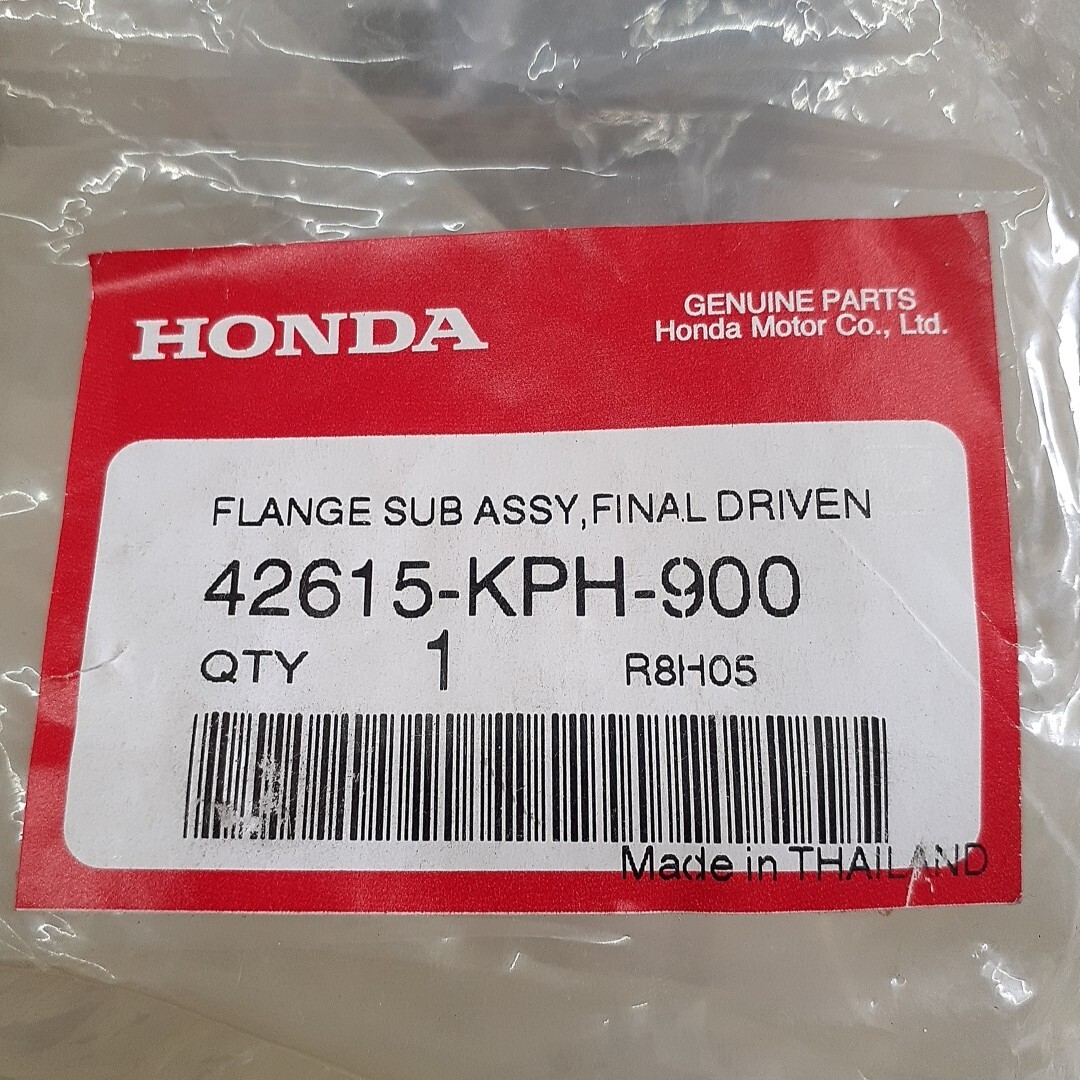 HONDA
GENUINE PARTS
Honda Motor Co., Ltd.
FLANGE SUB ASSY,FINAL DRIVEN
42615-KPH-900
QTY 1 R8H05
Made in THAILAND